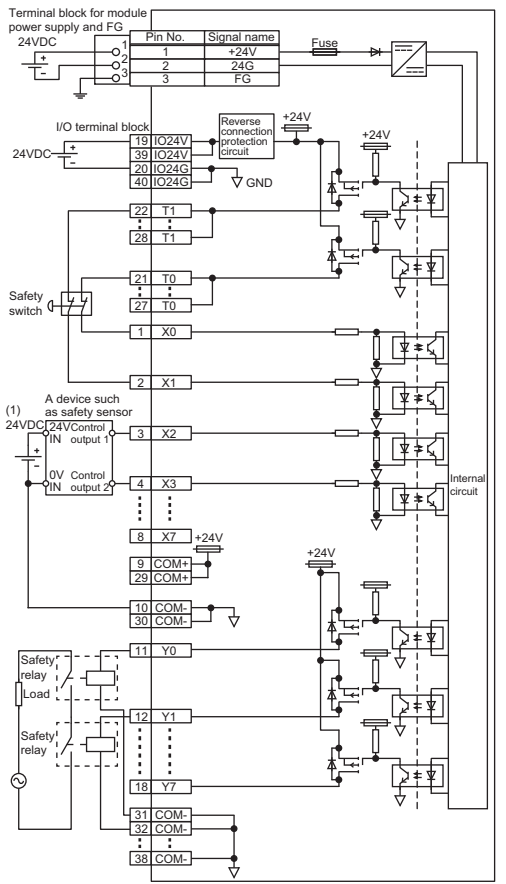 Terminal block for module
power supply and FG
24VDC
+
−
1
2
3
Pin No. Signal name
1 +24V
2 24G
3 FG
Fuse
I/O terminal block
24VDC
+
−
19 IO24V
39 IO24V
20 IO24G
40 IO24G
Reverse
connection
protection
circuit
+24V
GND
+24V
22 T1
28 T1
21 T0
27 T0
Safety
switch
1 X0
2 X1
A device such
as safety sensor
(1)
24VDC
+
−
24V
IN
Control
output 1
0V
IN
Control
output 2
3 X2
4 X3
8 X7
+24V
9 COM+
29 COM+
10 COM-
30 COM-
Internal
circuit
+24V
11 Y0
Safety
relay
Load
12 Y1
Safety
relay
18 Y7
31 COM-
32 COM-
38 COM-